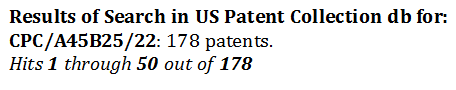 Results of Search in US Patent Collection db for:
CPC/A45B25/22: 178 patents.
Hits 1 through 50 out of 178